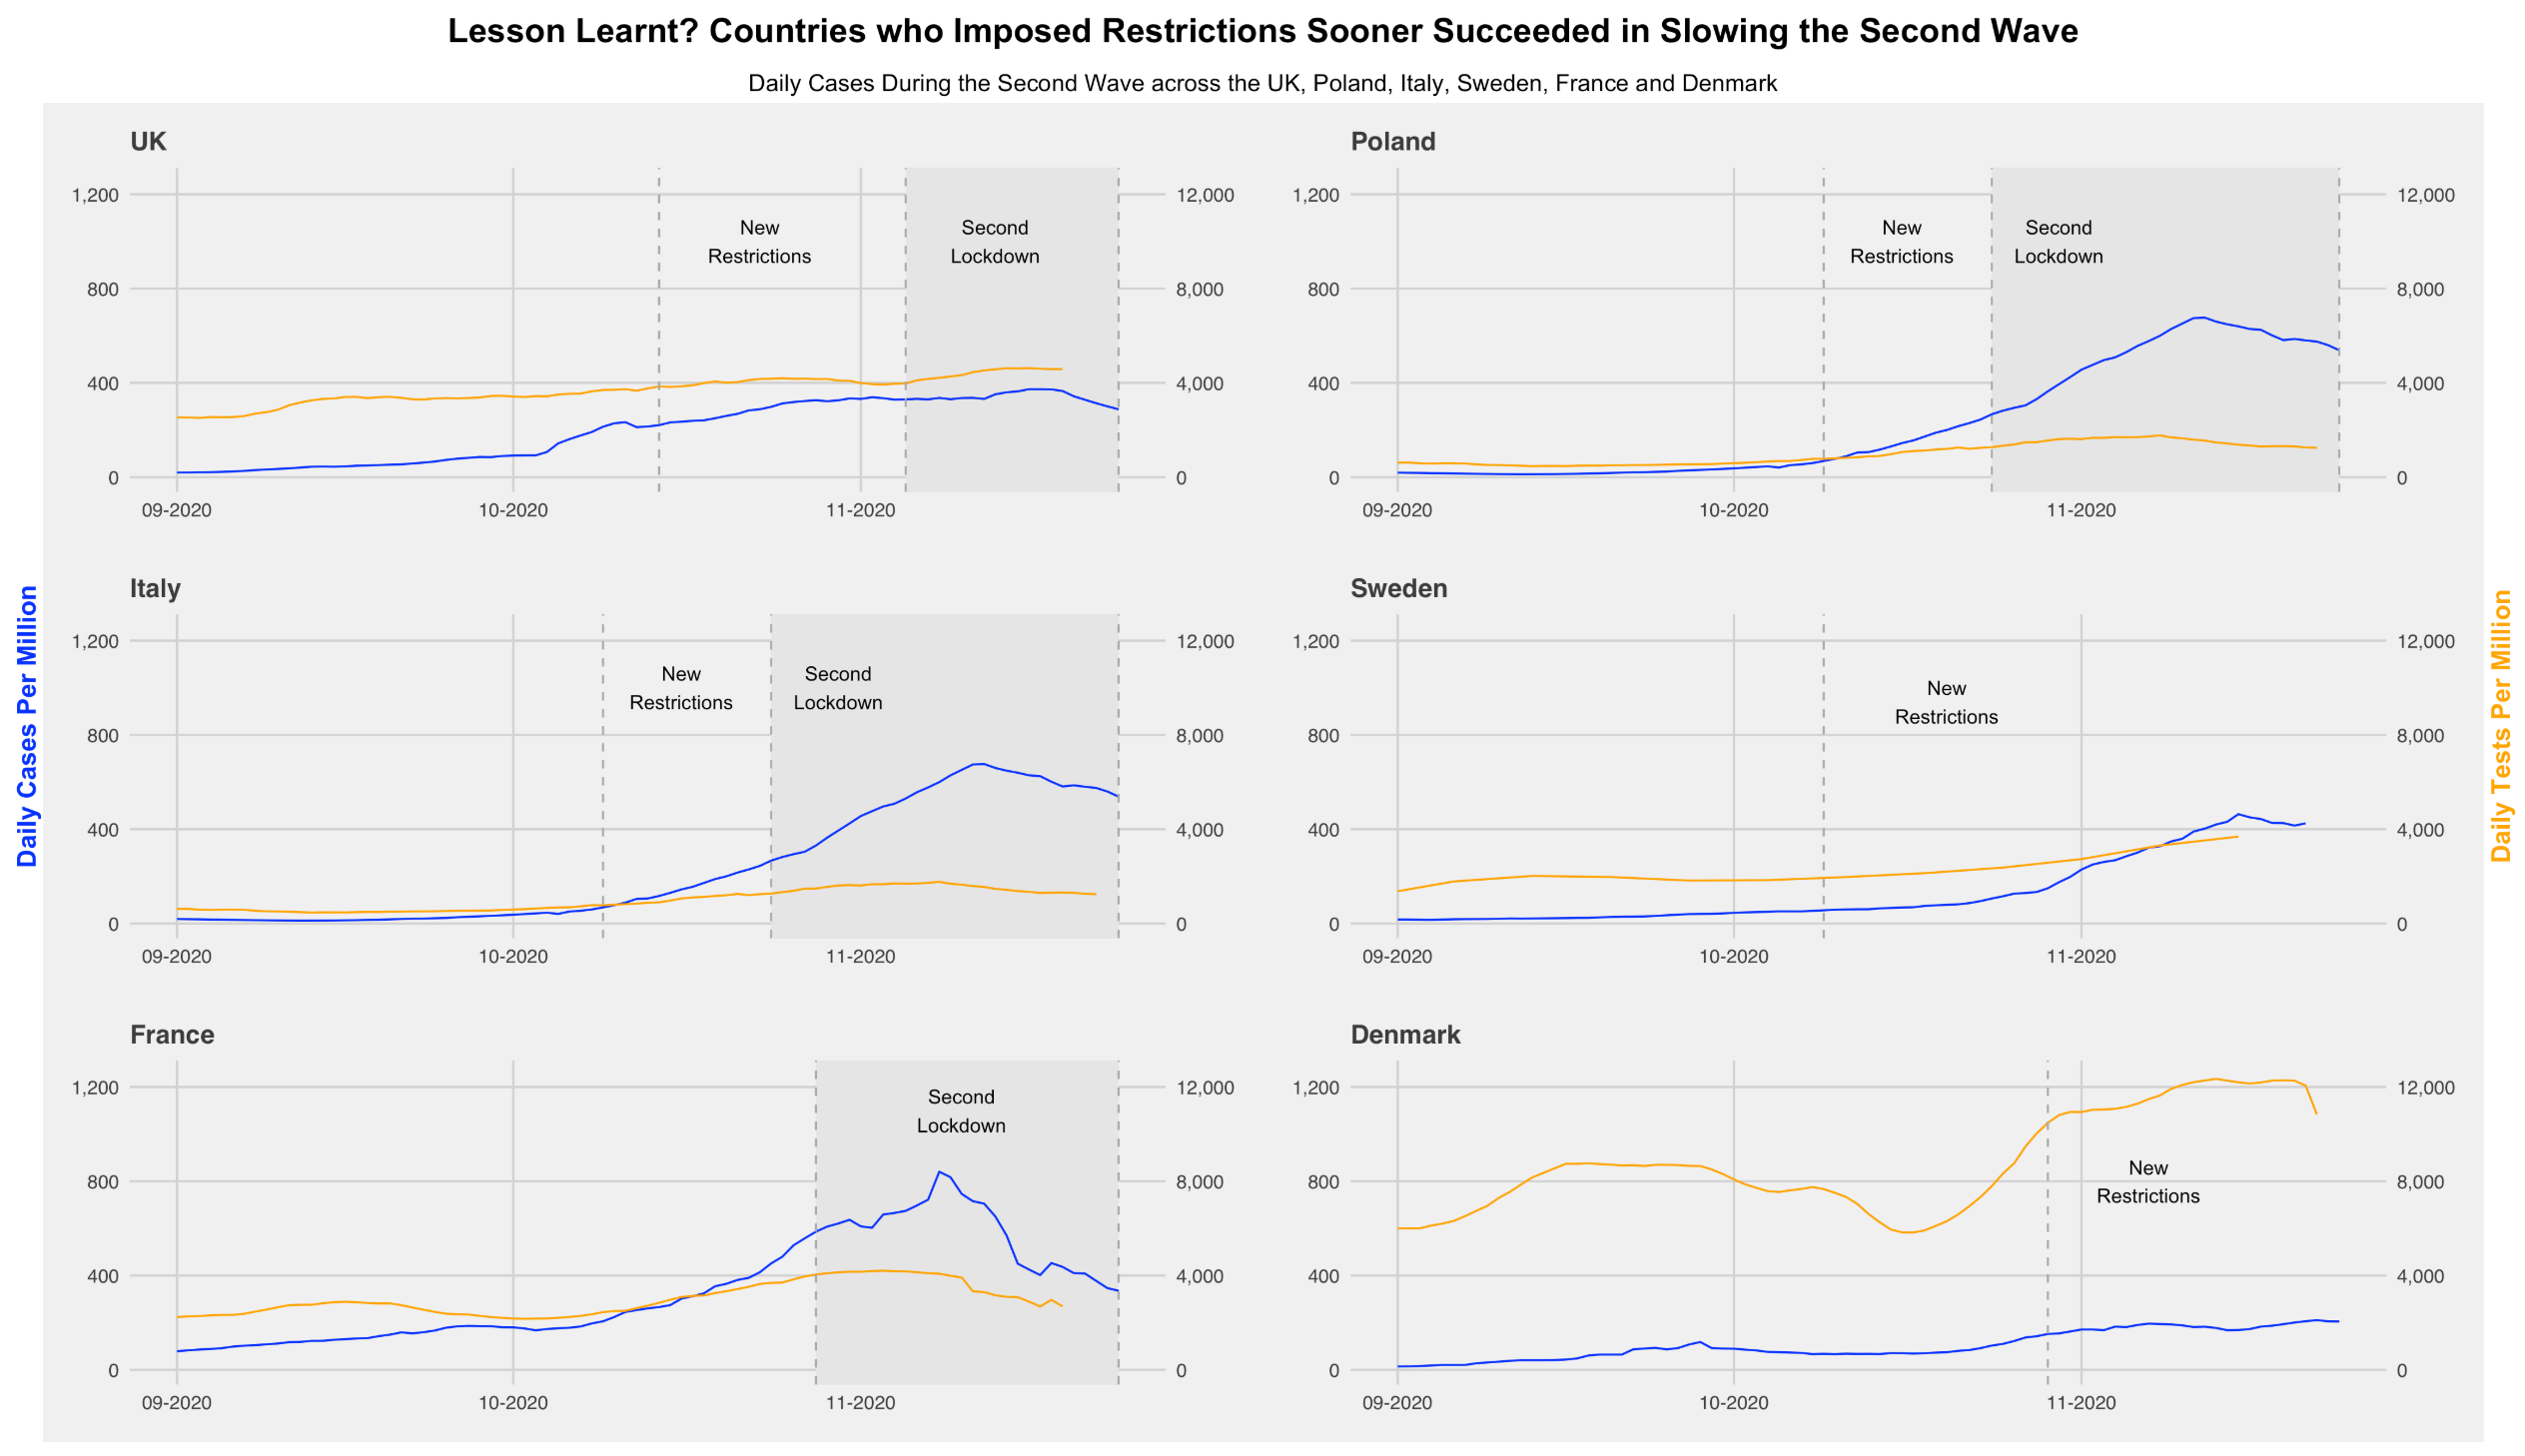 Lesson Learnt? Countries who Imposed Restrictions Sooner Succeeded in Slowing the Second Wave
Daily Cases During the Second Wave across the UK, Poland, Italy, Sweden, France and Denmark
Daily Cases Per Million
Daily Tests Per Million
UK
1,200
800
400
0
12,000
8,000
4,000
0
New
Restrictions
Second
Lockdown
09-2020
10-2020
11-2020
Poland
1,200
800
400
0
12,000
8,000
4,000
0
New
Restrictions
Second
Lockdown
09-2020
10-2020
11-2020
Italy
1,200
800
400
0
12,000
8,000
4,000
0
New
Restrictions
Second
Lockdown
09-2020
10-2020
11-2020
Sweden
1,200
800
400
0
12,000
8,000
4,000
0
New
Restrictions
09-2020
10-2020
11-2020
France
1,200
800
400
0
12,000
8,000
4,000
0
Second
Lockdown
09-2020
10-2020
11-2020
Denmark
1,200
800
400
0
12,000
8,000
4,000
0
New
Restrictions
09-2020
10-2020
11-2020